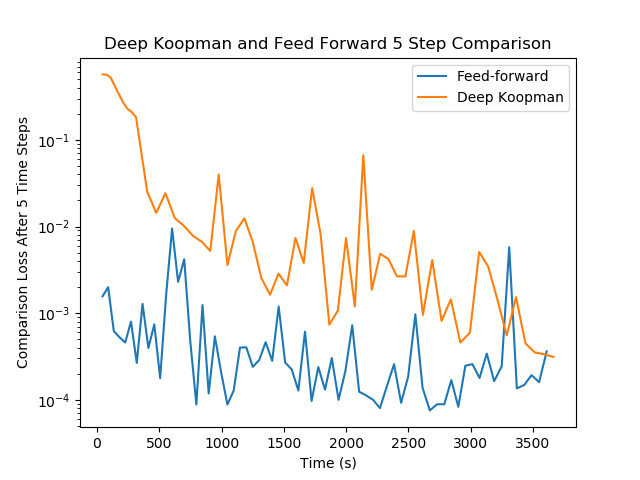 Deep Koopman and Feed Forward 5 Step Comparison
Feed-forward
Deep Koopman
Comparison Loss After 5 Time Steps
10⁻¹
10⁻²
10⁻³
10⁻⁴
0 500 1000 1500 2000 2500 3000 3500
Time (s)